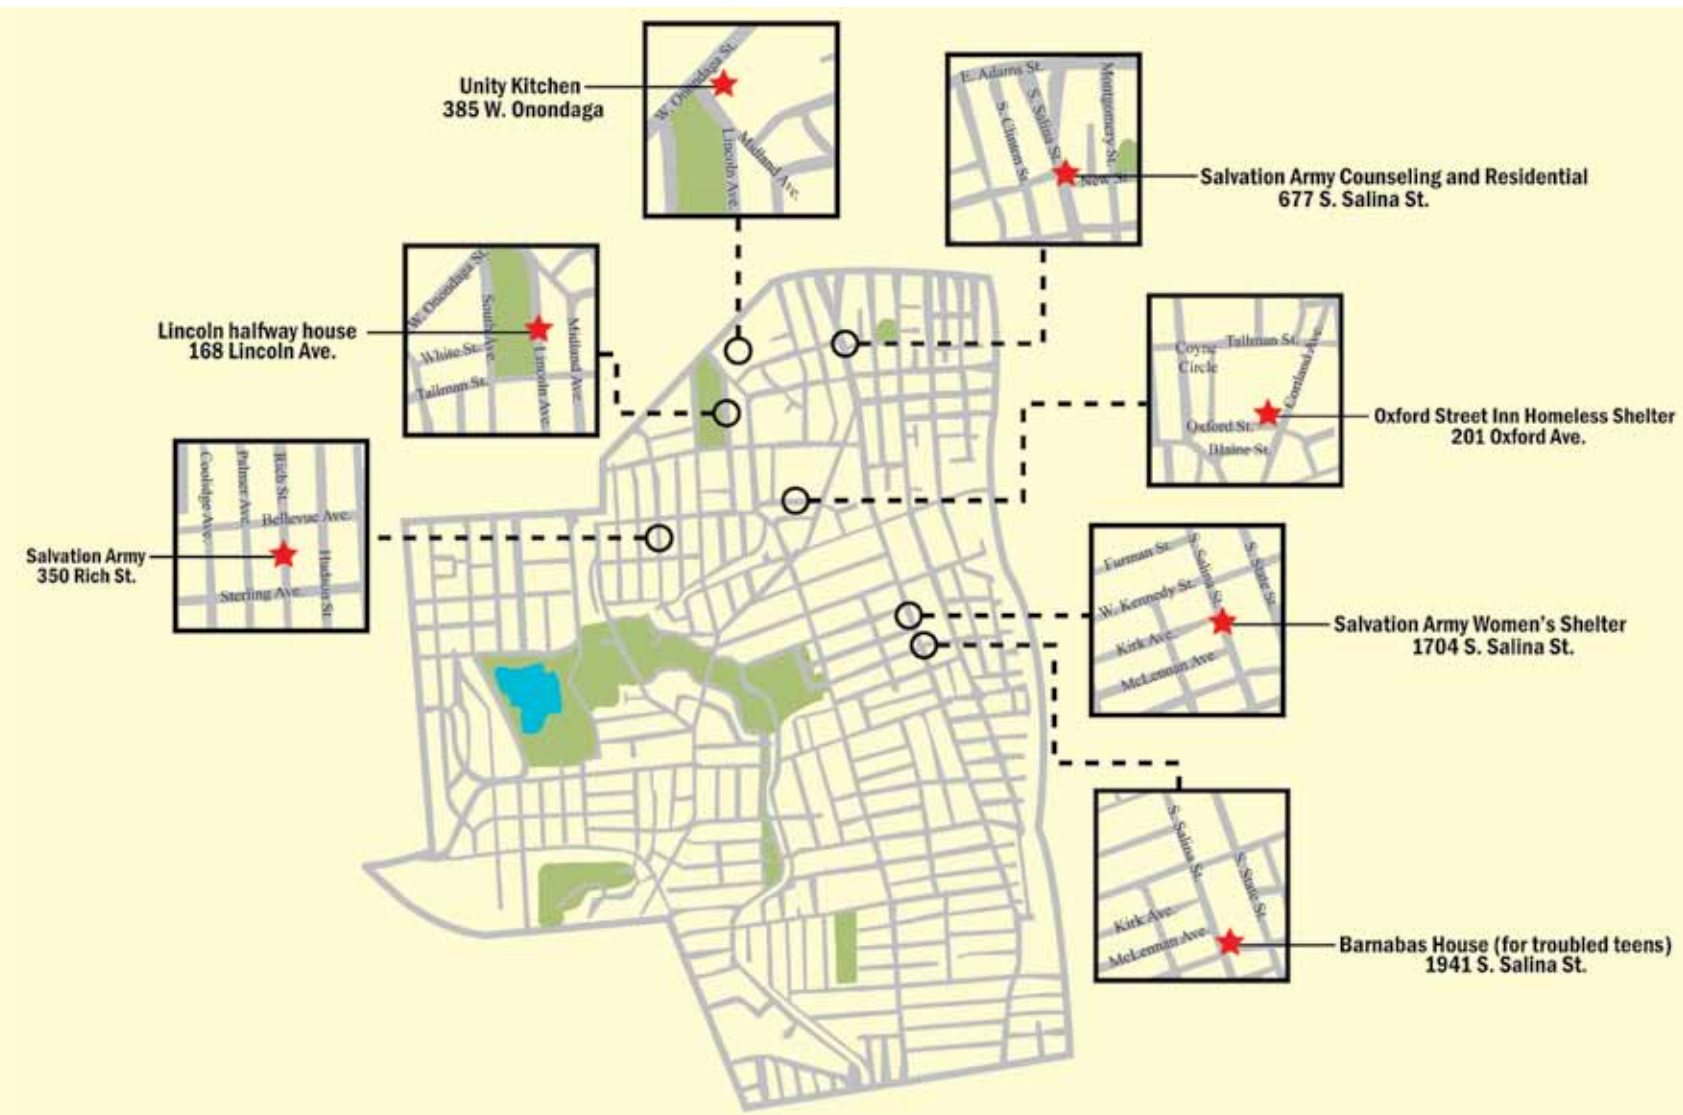 Unity Kitchen
385 W. Onondaga
W. Onondaga St.
Lincoln Ave.
Midland Ave.
E. Adams St.
S. Clinton St.
S. Salina St.
Montgomery St.
New St.
Salvation Army Counseling and Residential
677 S. Salina St.
Lincoln halfway house
168 Lincoln Ave.
W. Onondaga St.
South Ave.
White St.
Tallman St.
Lincoln Ave.
Midland Ave.
Coyne
Circle
Tallman St.
Cortland Ave.
Oxford St.
Blaine St.
Oxford Street Inn Homeless Shelter
201 Oxford Ave.
Salvation Army
350 Rich St.
Coolidge Ave.
Palmer Ave.
Rich St.
Bellevue Ave.
Hudson St.
Sterling Ave.
Furman St.
S. Salina St.
S. State St.
W. Kennedy St.
Kirk Ave.
McLennan Ave.
Salvation Army Women's Shelter
1704 S. Salina St.
S. Salina St.
S. State St.
Kirk Ave.
McLennan Ave.
Barnabas House (for troubled teens)
1941 S. Salina St.